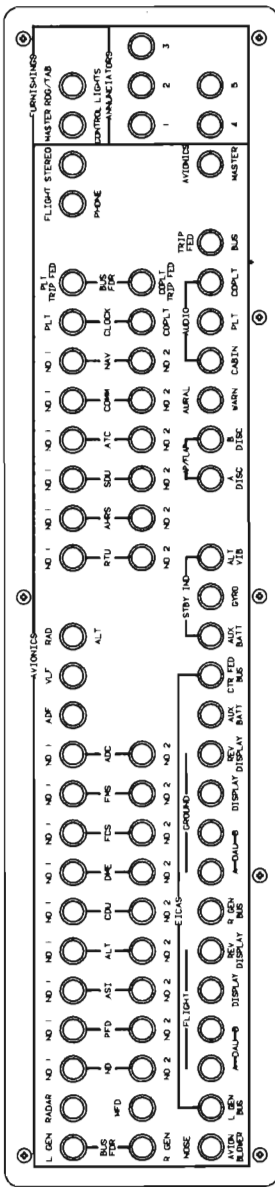 AVIONICS FURNISHINGS
L GEN RADAR NO 1 NO 1 NO 1 NO 1 NO 1 NO 1 NO 1 NO 1 NO 1 ADF VLF RAD NO 1 NO 1 NO 1 NO 1 NO 1 NO 1 PLT PLT TRIP FED FLIGHT STEREO MASTER RDG/TAB
BUS FDR MFD ND PFD ASI ALT CDU DME FCS FMS ADC ALT RTU AHRS SDU ATC COMM NAV CLOCK BUS FDR PHONE CONTROL LIGHTS
ANNUNCIATORS
R GEN NO 2 NO 2 NO 2 NO 2 NO 2 NO 2 NO 2 NO 2 NO 2 NO 2 NO 2 NO 2 NO 2 NO 2 NO 2 COPLT COPLT TRIP FED 1 2 3
EICAS
NOSE FLIGHT GROUND STBY IND AP/FLAP AURAL AUDIO TRIP FED AVIONICS
AVION BLOWER L GEN BUS A-DAU-B DISPLAY REV DISPLAY R GEN BUS A-DAU-B DISPLAY REV DISPLAY AUX BATT CTR FED BUS AUX BATT GYRO ALT VIB A DISC B DISC WARN CABIN PLT COPLT BUS MASTER 4 5